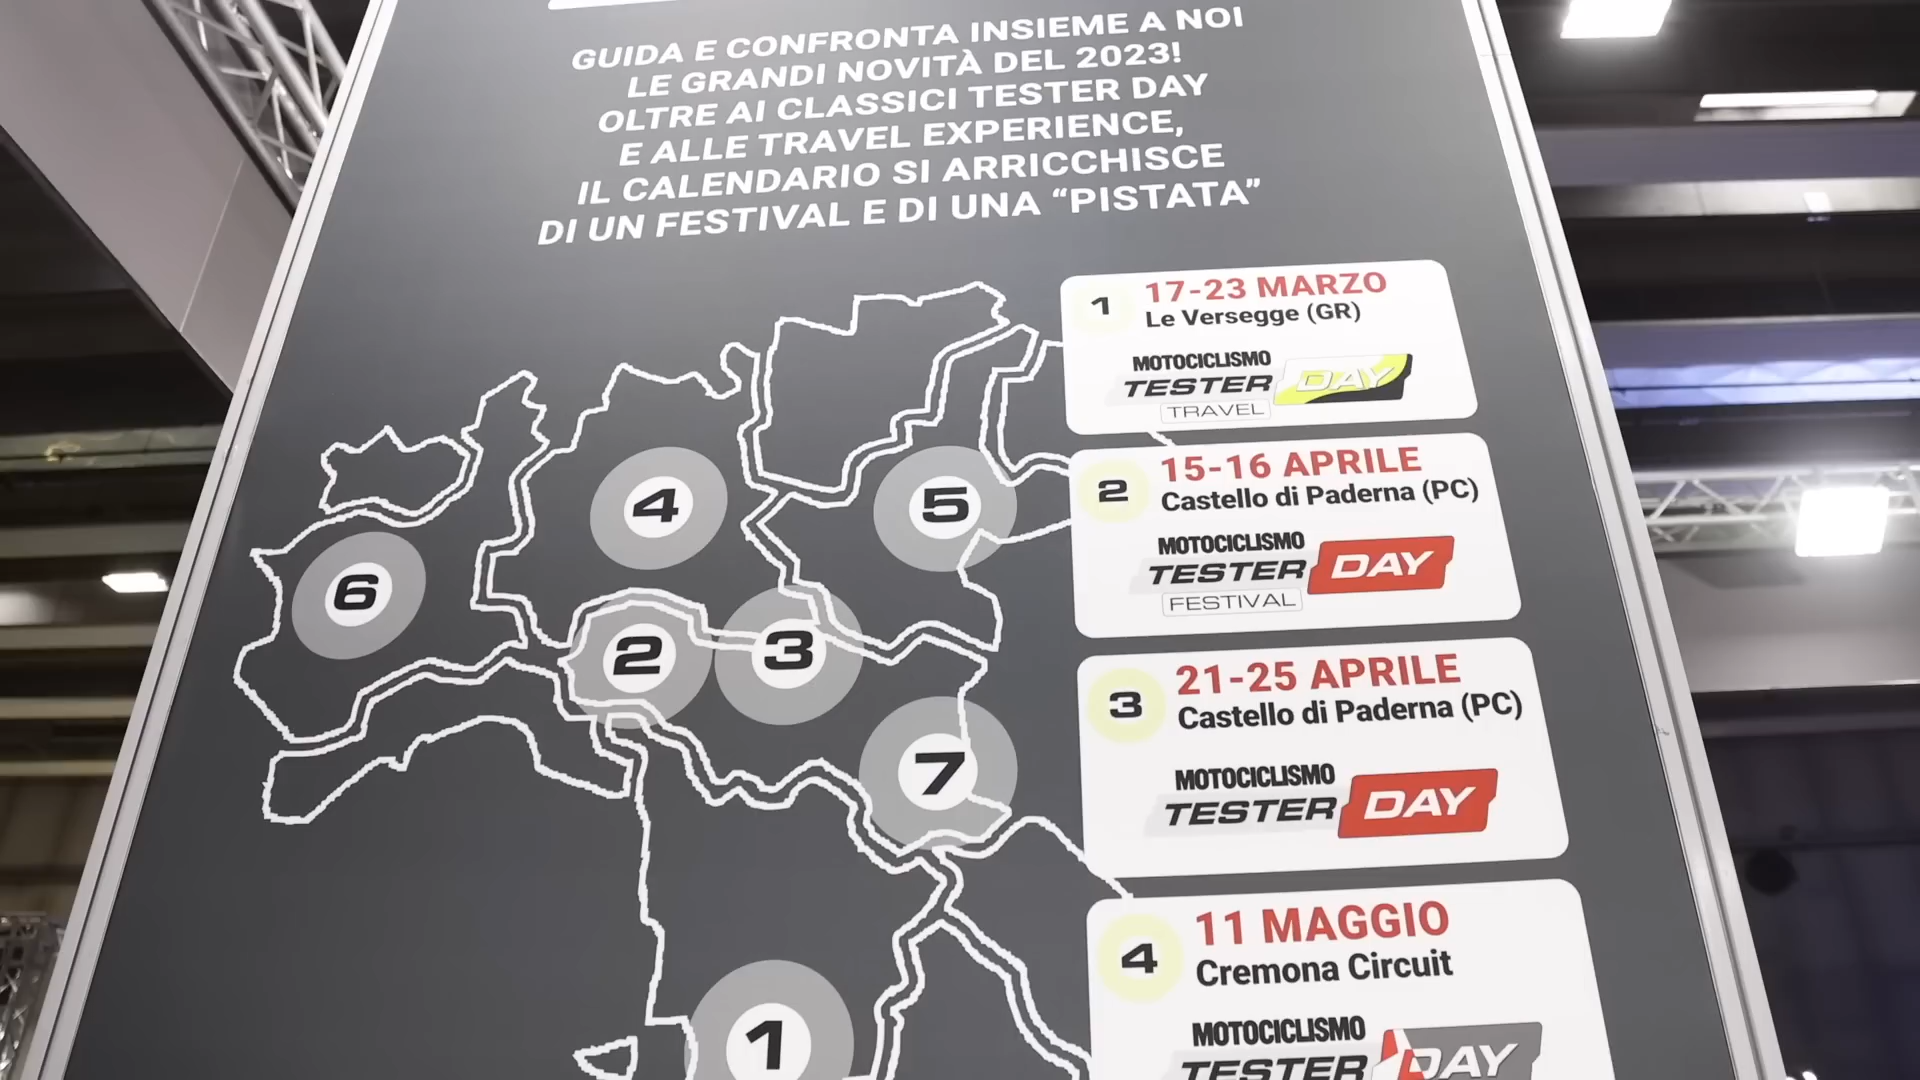 GUIDA E CONFRONTA INSIEME A NOI
LE GRANDI NOVITÀ DEL 2023!
OLTRE AI CLASSICI TESTER DAY
E ALLE TRAVEL EXPERIENCE,
IL CALENDARIO SI ARRICCHISCE
DI UN FESTIVAL E DI UNA “PISTATA”
1
17-23 MARZO
Le Versegge (GR)
MOTOCICLISMO
TESTER DAY
TRAVEL
2
15-16 APRILE
Castello di Paderna (PC)
MOTOCICLISMO
TESTER DAY
FESTIVAL
3
21-25 APRILE
Castello di Paderna (PC)
MOTOCICLISMO
TESTER DAY
4
11 MAGGIO
Cremona Circuit
MOTOCICLISMO
TESTER DAY
4
5
6
2
3
7
1